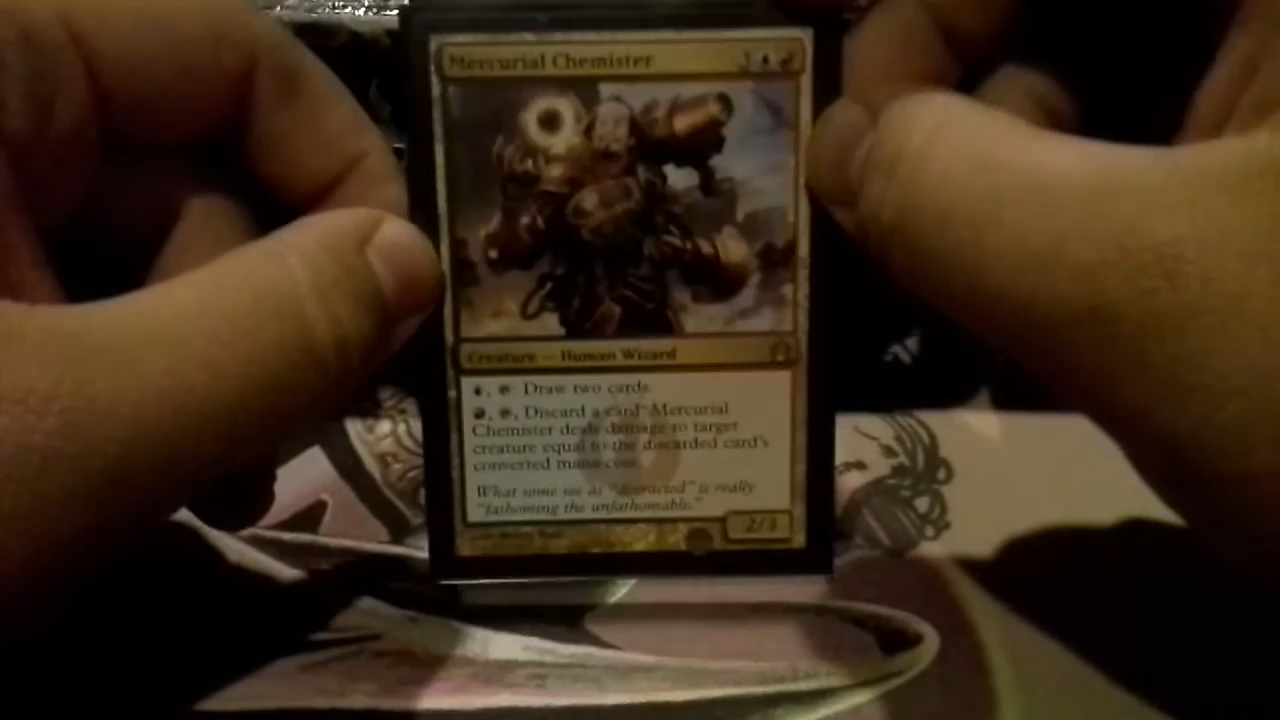 Mercurial Chemister 3
Creature — Human Wizard
, : Draw two cards.
, , Discard a card: Mercurial
Chemister deals damage to target
creature equal to the discarded card's
converted mana cost.
What some see as "distracted" is really
"fathoming the unfathomable."
2/3